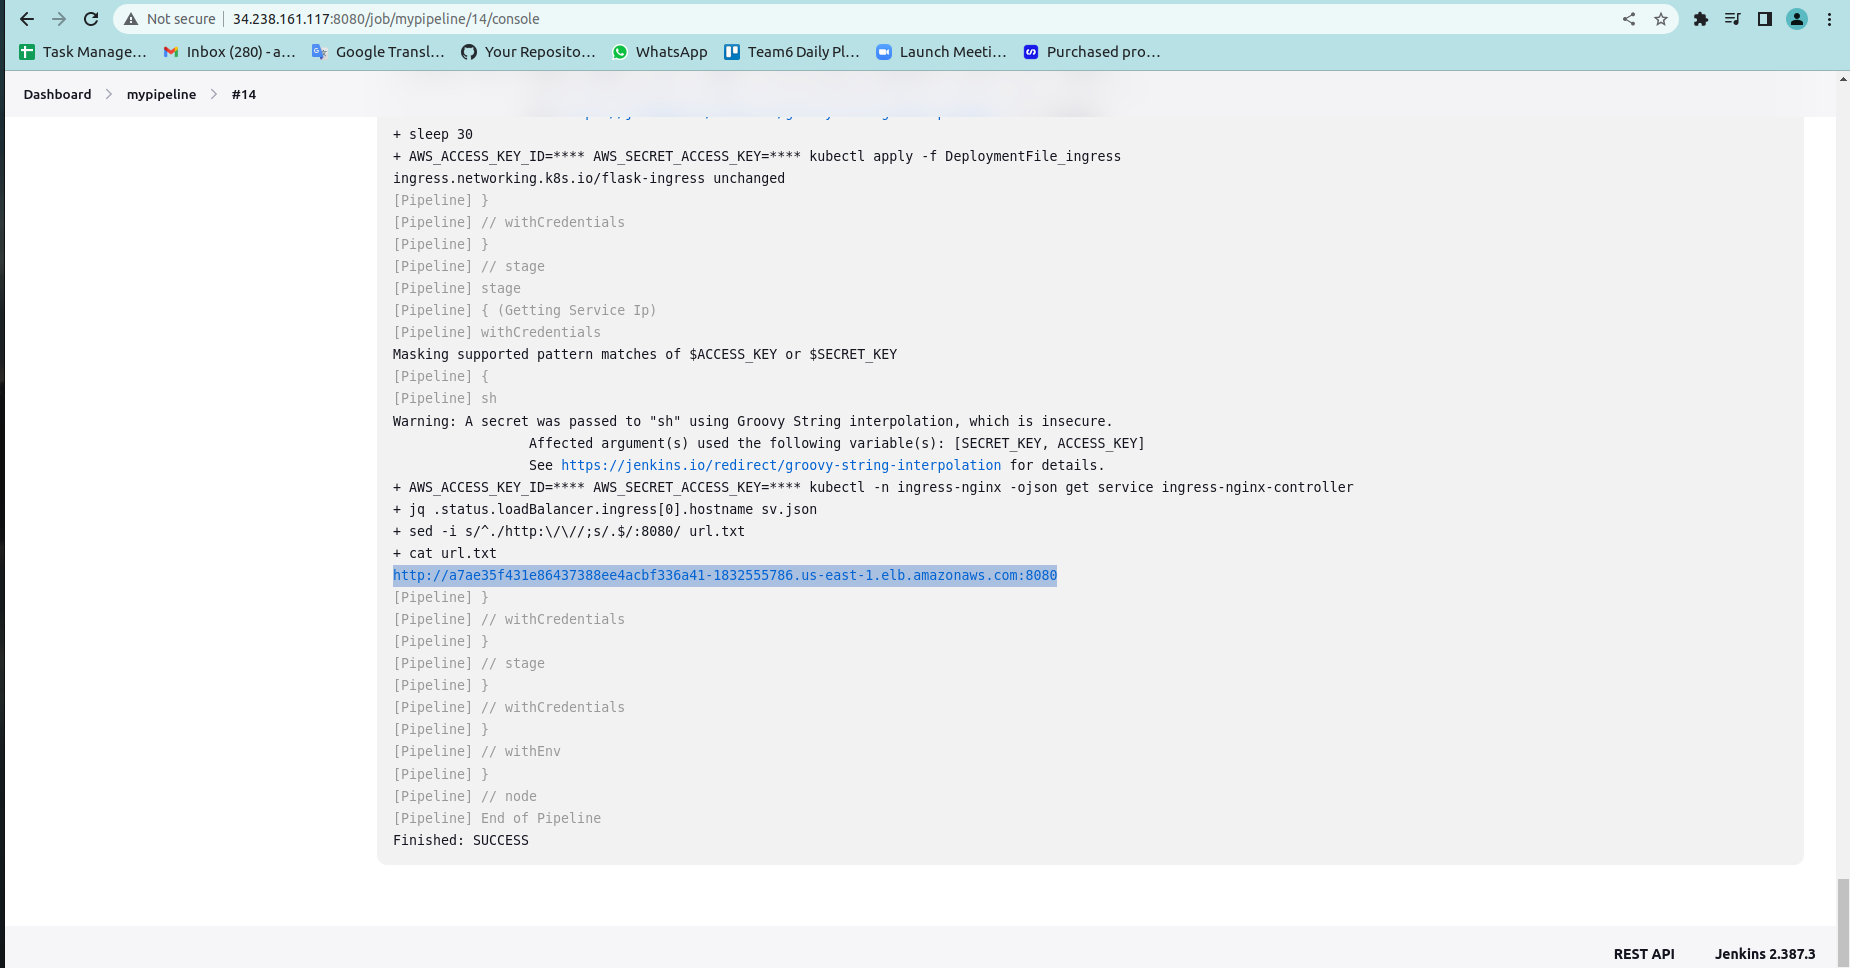 Not secure | 34.238.161.117:8080/job/mypipeline/14/console
Task Manage... Inbox (280) - a... Google Transl... Your Reposito... WhatsApp Team6 Daily Pl... Launch Meeti... Purchased pro...
Dashboard > mypipeline > #14
+ sleep 30
+ AWS_ACCESS_KEY_ID=**** AWS_SECRET_ACCESS_KEY=**** kubectl apply -f DeploymentFile_ingress
ingress.networking.k8s.io/flask-ingress unchanged
[Pipeline] }
[Pipeline] // withCredentials
[Pipeline] }
[Pipeline] // stage
[Pipeline] stage
[Pipeline] { (Getting Service Ip)
[Pipeline] withCredentials
Masking supported pattern matches of $ACCESS_KEY or $SECRET_KEY
[Pipeline] {
[Pipeline] sh
Warning: A secret was passed to "sh" using Groovy String interpolation, which is insecure.
Affected argument(s) used the following variable(s): [SECRET_KEY, ACCESS_KEY]
See https://jenkins.io/redirect/groovy-string-interpolation for details.
+ AWS_ACCESS_KEY_ID=**** AWS_SECRET_ACCESS_KEY=**** kubectl -n ingress-nginx -ojson get service ingress-nginx-controller
+ jq .status.loadBalancer.ingress[0].hostname sv.json
+ sed -i s/^./http:\/\//;s/.$/:8080/ url.txt
+ cat url.txt
http://a7ae35f431e86437388ee4acbf336a41-1832555786.us-east-1.elb.amazonaws.com:8080
[Pipeline] }
[Pipeline] // withCredentials
[Pipeline] }
[Pipeline] // stage
[Pipeline] }
[Pipeline] // withCredentials
[Pipeline] }
[Pipeline] // withEnv
[Pipeline] }
[Pipeline] // node
[Pipeline] End of Pipeline
Finished: SUCCESS
REST API Jenkins 2.387.3